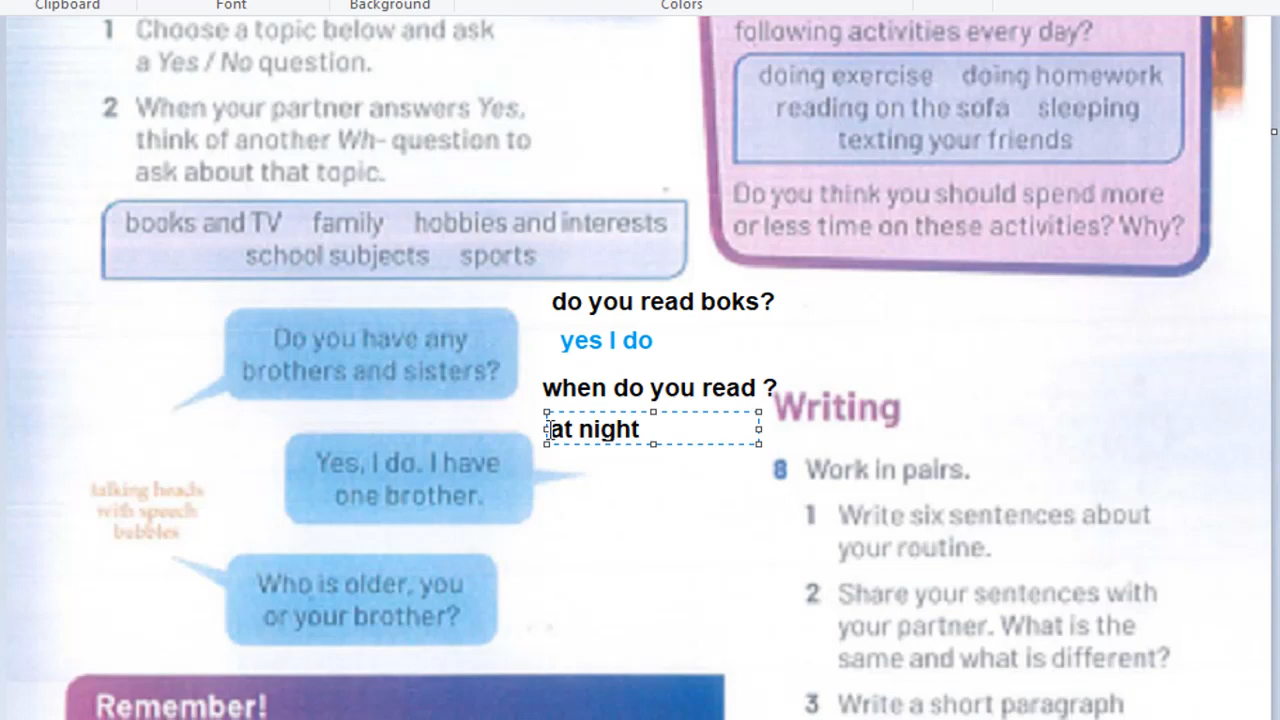 Clipboard Font Background Colors
1 Choose a topic below and ask
a Yes / No question.
2 When your partner answers Yes,
think of another Wh- question to
ask about that topic.
books and TV family hobbies and interests
school subjects sports
Do you have any
brothers and sisters?
Yes, I do. I have
one brother.
talking heads
with speech
bubbles
Who is older, you
or your brother?
Remember!
do you read boks?
yes I do
when do you read ?
at night
following activities every day?
doing exercise doing homework
reading on the sofa sleeping
texting your friends
Do you think you should spend more
or less time on these activities? Why?
Writing
8 Work in pairs.
1 Write six sentences about
your routine.
2 Share your sentences with
your partner. What is the
same and what is different?
3 Write a short paragraph